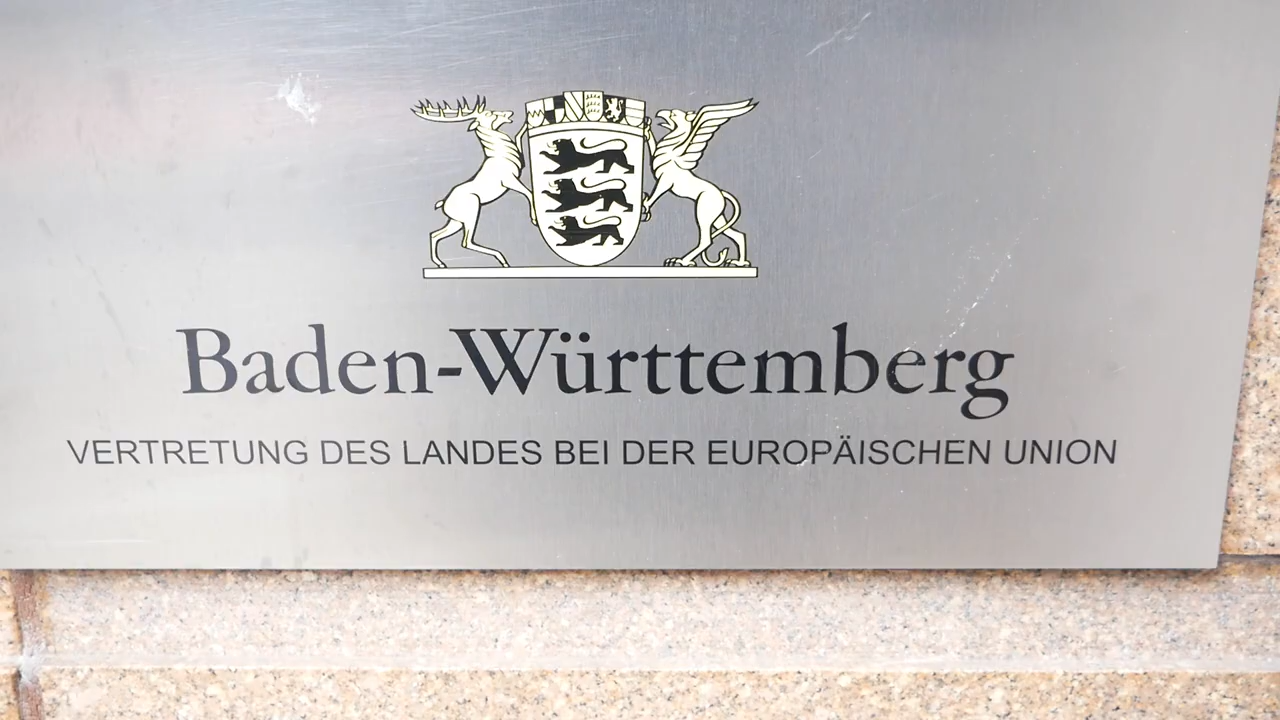 Baden-Württemberg
VERTRETUNG DES LANDES BEI DER EUROPÄISCHEN UNION